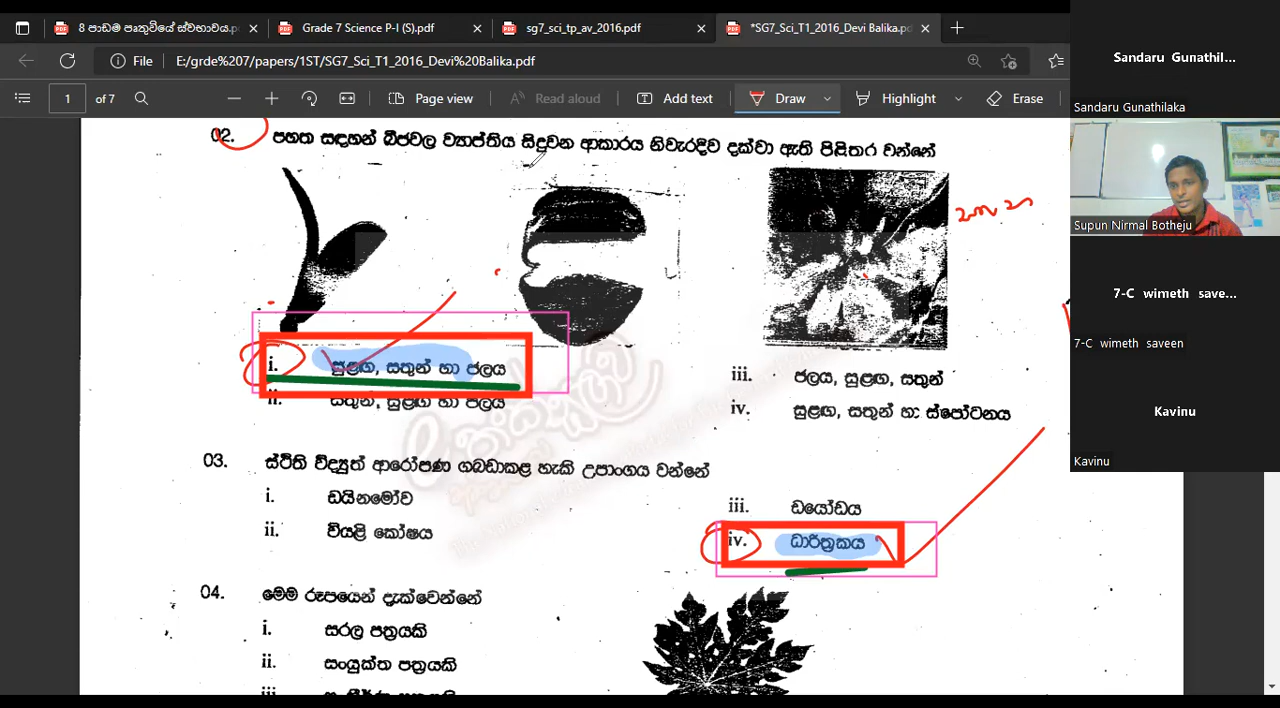 8 පාඩම පෘතුවියේ ස්වභාවය.p
Grade 7 Science P-I (S).pdf
sg7_sci_tp_av_2016.pdf
*SG7_Sci_T1_2016_Devi Balika.pd
File
E:/grde%207/papers/1ST/SG7_Sci_T1_2016_Devi%20Balika.pdf
1 of 7
Page view
Read aloud
Add text
Draw
Highlight
Erase
02. පහත සඳහන් බීජවල ව්‍යාප්තිය සිදුවන ආකාරය නිවැරදිව දක්වා ඇති පිළිතර වන්නේ
i. සුළඟ, සතුන් හා ජලය
ii. සතුන්, සුළඟ හා ජලය
iii. ජලය, සුළඟ, සතුන්
iv. සුළඟ, සතුන් හා ස්පෝටනය
03. ස්ථිති විද්‍යුත් ආරෝපණ ගබඩාකළ හැකි උපාංගය වන්නේ
i. ඩයිනමෝව
ii. වියළි කෝෂය
iii. ඩයෝඩය
iv. ධාරිත්‍රකය
04. මෙම රූපයෙන් දැක්වෙන්නේ
i. සරල පත්‍රයකි
ii. සංයුක්ත පත්‍රයකි
iii.
Sandaru Gunathil...
Sandaru Gunathilaka
Supun Nirmal Botheju
7-C wimeth save...
7-C wimeth saveen
Kavinu
Kavinu